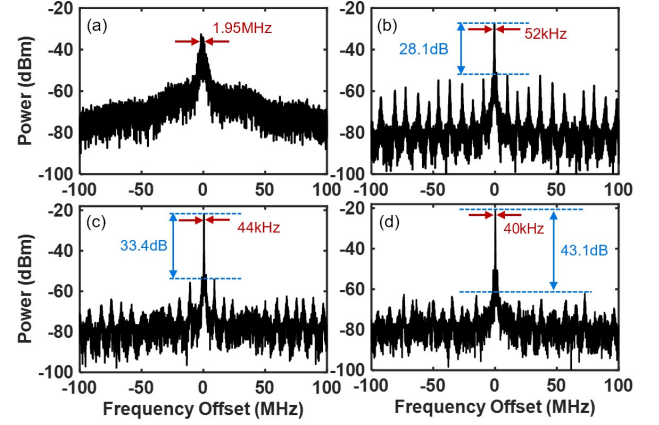 -20
(a)
1.95MHz
-40
-60
-80
-100
Power (dBm)
-100 -50 0 50 100
-20
(b)
52kHz
28.1dB
-40
-60
-80
-100
Power (dBm)
-100 -50 0 50 100
-20
(c)
44kHz
33.4dB
-40
-60
-80
-100
Power (dBm)
-100 -50 0 50 100
Frequency Offset (MHz)
-20
(d)
40kHz
43.1dB
-40
-60
-80
-100
-100 -50 0 50 100
Frequency Offset (MHz)